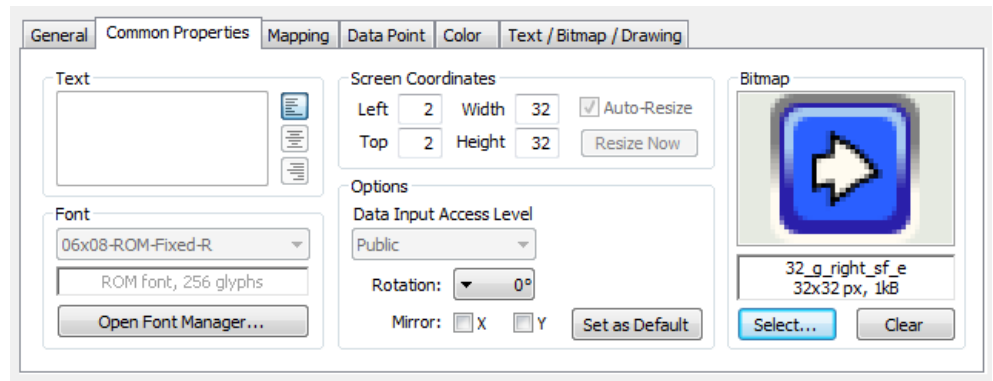 General Common Properties Mapping Data Point Color Text / Bitmap / Drawing
Text
Screen Coordinates
Left 2 Width 32 Auto-Resize
Top 2 Height 32 Resize Now
Bitmap
Font
06x08-ROM-Fixed-R
ROM font, 256 glyphs
Open Font Manager...
Options
Data Input Access Level
Public
Rotation: 0°
Mirror: X Y Set as Default
32_g_right_sf_e
32x32 px, 1kB
Select... Clear